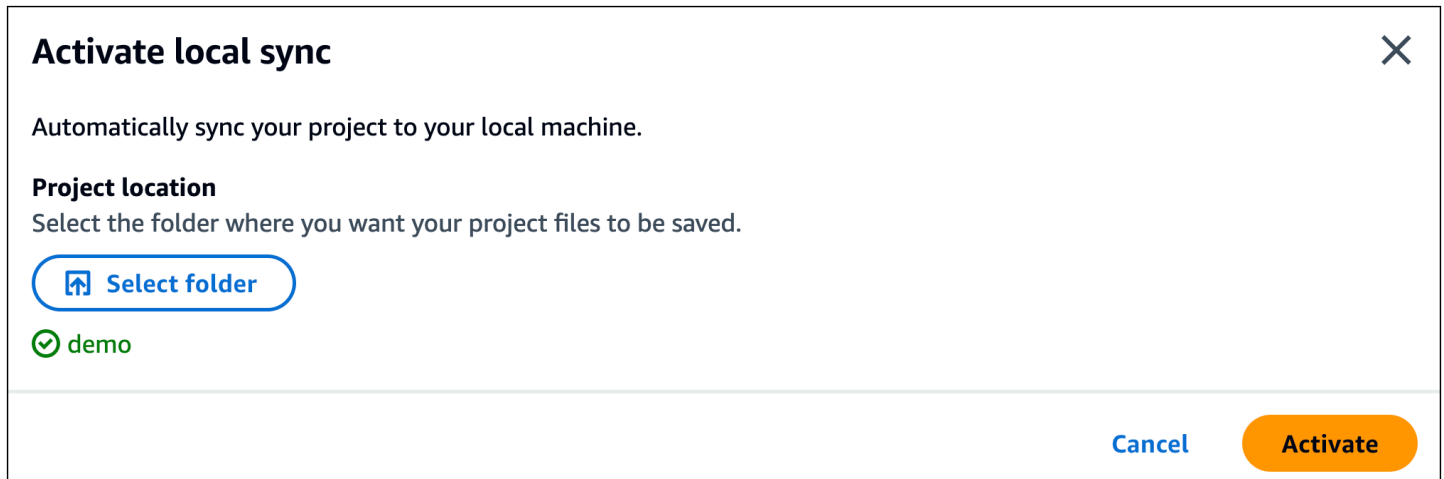 Activate local sync
Automatically sync your project to your local machine.
Project location
Select the folder where you want your project files to be saved.
Select folder
demo
Cancel
Activate